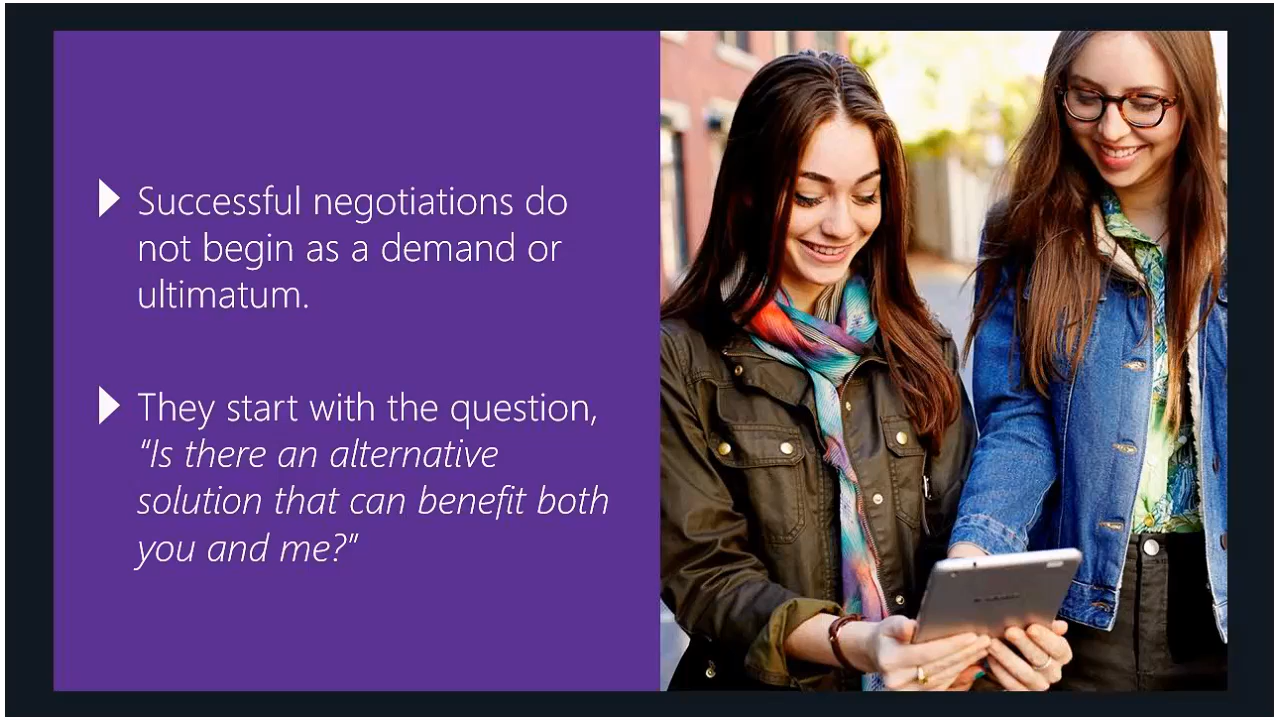 Successful negotiations do
not begin as a demand or
ultimatum.
They start with the question,
"Is there an alternative
solution that can benefit both
you and me?"